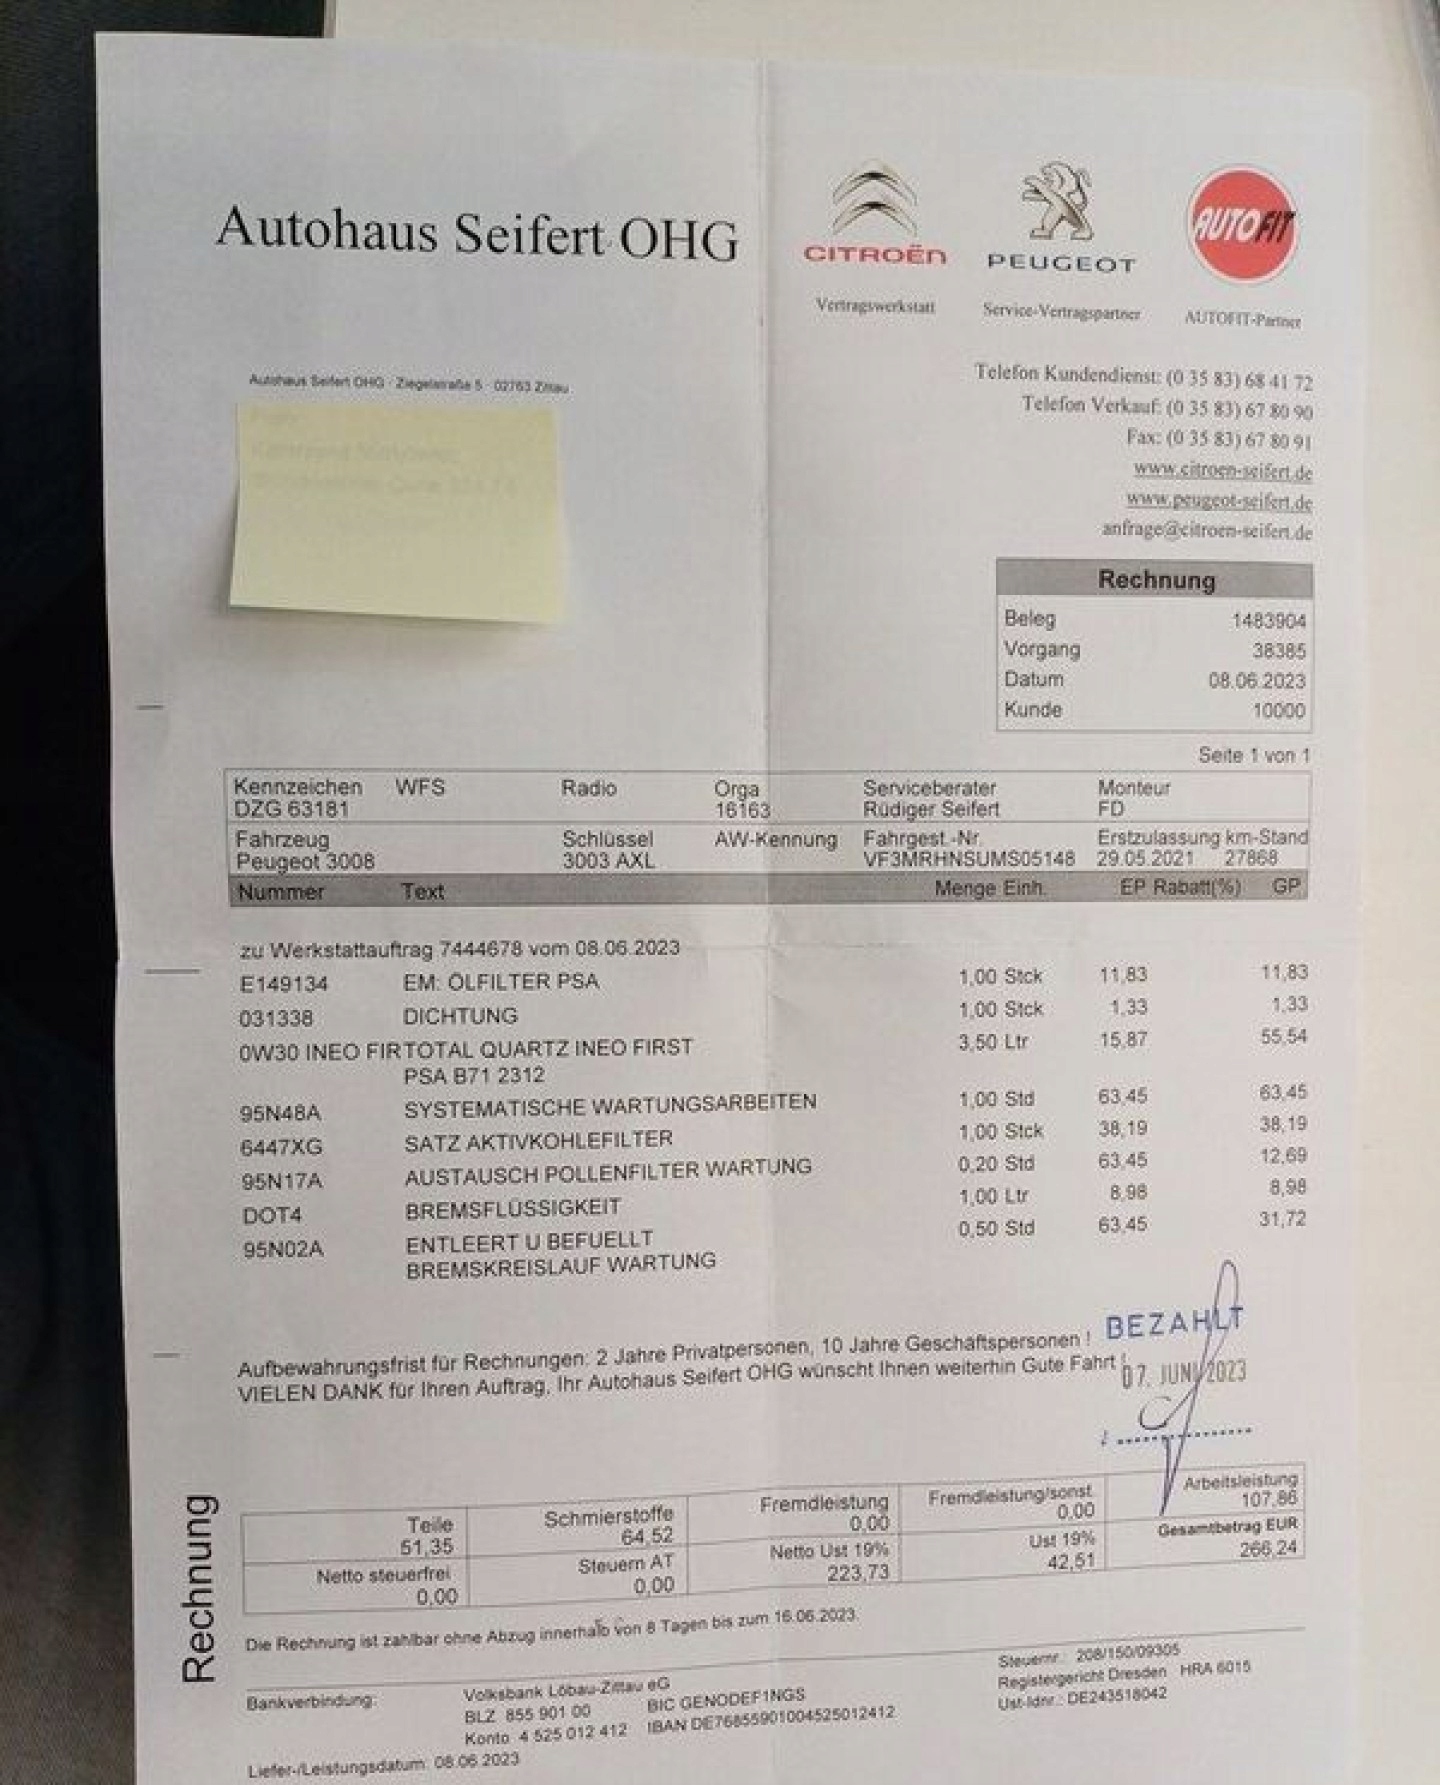 Autohaus Seifert OHG
CITROËN
PEUGEOT
AUTOFIT
Vertragswerkstatt
Service-Vertragspartner
AUTOFIT-Partner
Autohaus Seifert OHG - Ziegelstraße 5 - 02763 Zittau
Telefon Kundendienst: (0 35 83) 68 41 72
Telefon Verkauf: (0 35 83) 67 80 90
Fax: (0 35 83) 67 80 91
www.citroen-seifert.de
www.peugeot-seifert.de
anfrage@citroen-seifert.de
Rechnung
Beleg 1483904
Vorgang 38385
Datum 08.06.2023
Kunde 10000
Seite 1 von 1
Kennzeichen WFS Radio Orga Serviceberater Monteur
DZG 63181 16163 Rüdiger Seifert FD
Fahrzeug Schlüssel AW-Kennung Fahrgest.-Nr. Erstzulassung km-Stand
Peugeot 3008 3003 AXL VF3MRHNSUMS05148 29.05.2021 27868
Nummer Text Menge Einh. EP Rabatt(%) GP
zu Werkstattauftrag 7444678 vom 08.06.2023
E149134 EM: ÖLFILTER PSA 1,00 Stck 11,83 11,83
031338 DICHTUNG 1,00 Stck 1,33 1,33
0W30 INEO FIRTOTAL QUARTZ INEO FIRST 3,50 Ltr 15,87 55,54
PSA B71 2312
95N48A SYSTEMATISCHE WARTUNGSARBEITEN 1,00 Std 63,45 63,45
6447XG SATZ AKTIVKOHLEFILTER 1,00 Stck 38,19 38,19
95N17A AUSTAUSCH POLLENFILTER WARTUNG 0,20 Std 63,45 12,69
DOT4 BREMSFLÜSSIGKEIT 1,00 Ltr 8,98 8,98
95N02A ENTLEERT U BEFUELLT 0,50 Std 63,45 31,72
BREMSKREISLAUF WARTUNG
BEZAHLT
Aufbewahrungsfrist für Rechnungen: 2 Jahre Privatpersonen, 10 Jahre Geschäftspersonen !
VIELEN DANK für Ihren Auftrag, Ihr Autohaus Seifert OHG wünscht Ihnen weiterhin Gute Fahrt !
07. JUNI 2023
Rechnung
Teile Schmierstoffe Fremdleistung Fremdleistung/sonst. Arbeitsleistung
51,35 64,52 0,00 0,00 107,86
Netto steuerfrei Steuern AT Netto Ust 19% Ust 19% Gesamtbetrag EUR
0,00 0,00 223,73 42,51 266,24
Die Rechnung ist zahlbar ohne Abzug innerhalb von 8 Tagen bis zum 16.06.2023.
Bankverbindung: Volksbank Löbau-Zittau eG
BLZ 855 901 00 BIC GENODEF1NGS
Konto 4 525 012 412 IBAN DE76855901004525012412
Steuernr.: 208/150/09305
Registergericht Dresden HRA 6015
Ust-Idnr.: DE243518042
Liefer-/Leistungsdatum: 08.06.2023